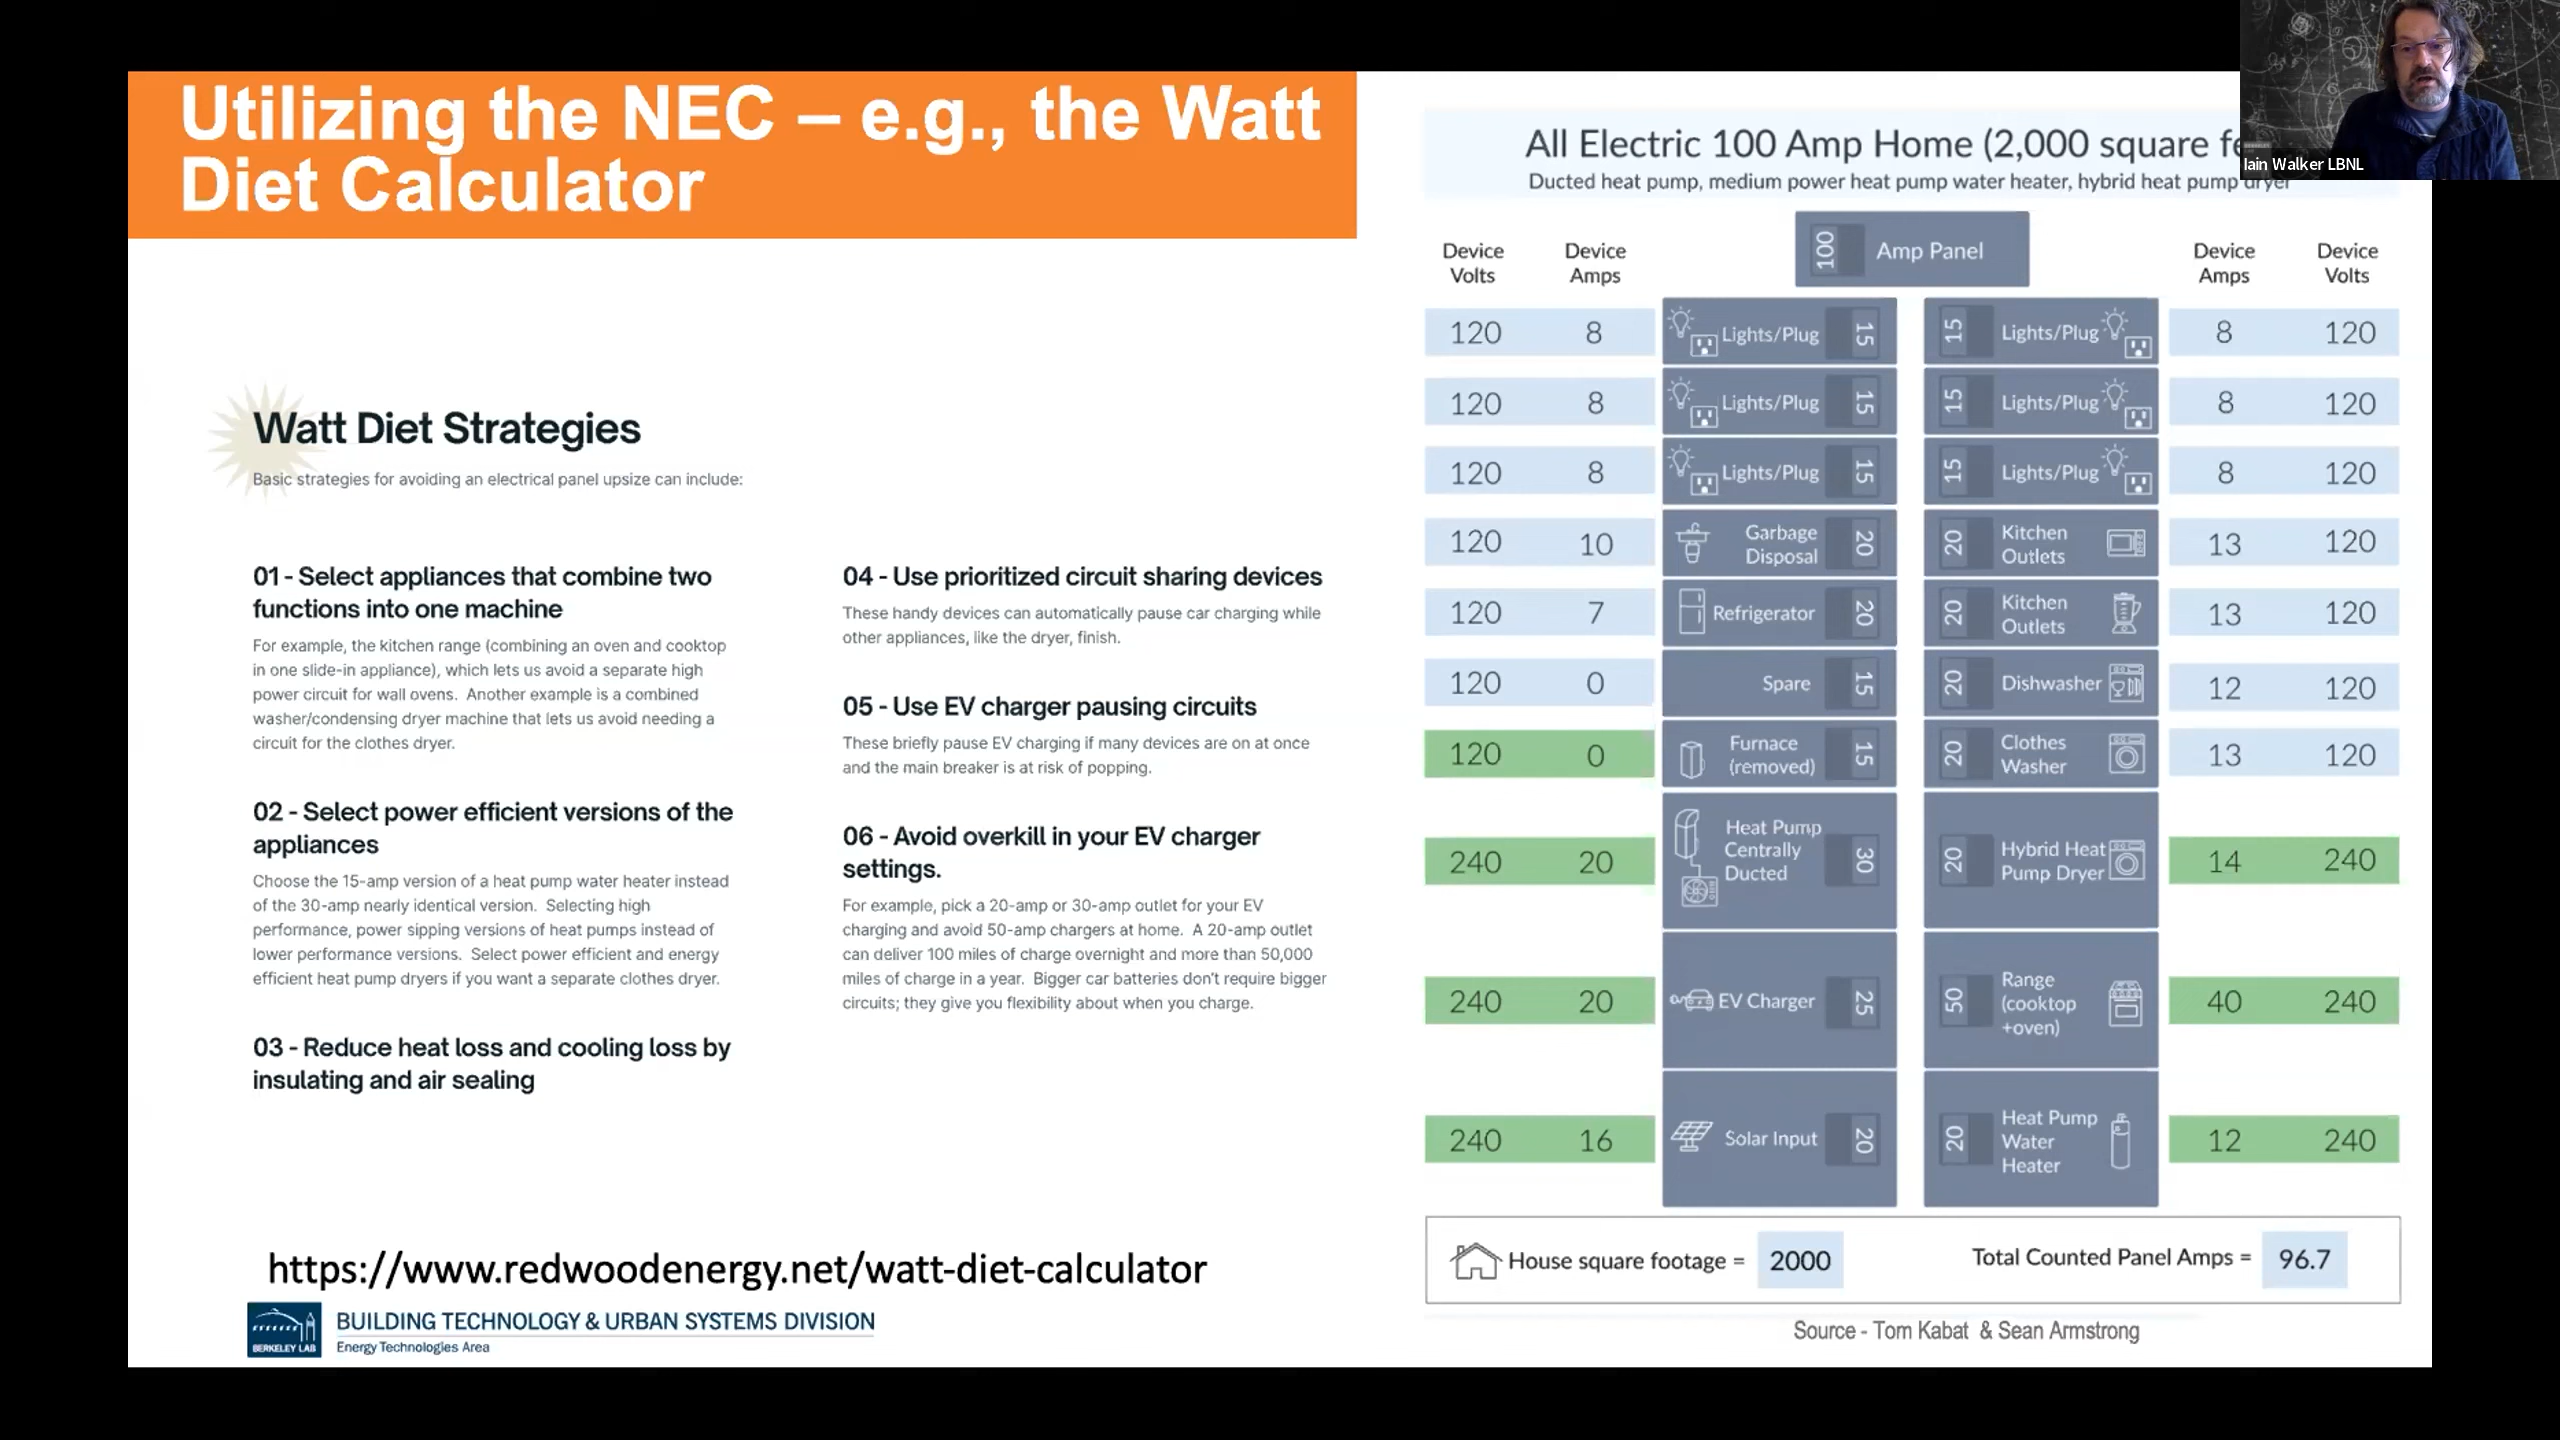 Utilizing the NEC – e.g., the Watt
Diet Calculator
Watt Diet Strategies
Basic strategies for avoiding an electrical panel upsize can include:
01 - Select appliances that combine two
functions into one machine
For example, the kitchen range (combining an oven and cooktop
in one slide-in appliance), which lets us avoid a separate high
power circuit for wall ovens. Another example is a combined
washer/condensing dryer machine that lets us avoid needing a
circuit for the clothes dryer.
02 - Select power efficient versions of the
appliances
Choose the 15-amp version of a heat pump water heater instead
of the 30-amp nearly identical version. Selecting high
performance, power sipping versions of heat pumps instead of
lower performance versions. Select power efficient and energy
efficient heat pump dryers if you want a separate clothes dryer.
03 - Reduce heat loss and cooling loss by
insulating and air sealing
04 - Use prioritized circuit sharing devices
These handy devices can automatically pause car charging while
other appliances, like the dryer, finish.
05 - Use EV charger pausing circuits
These briefly pause EV charging if many devices are on at once
and the main breaker is at risk of popping.
06 - Avoid overkill in your EV charger
settings.
For example, pick a 20-amp or 30-amp outlet for your EV
charging and avoid 50-amp chargers at home. A 20-amp outlet
can deliver 100 miles of charge overnight and more than 50,000
miles of charge in a year. Bigger car batteries don't require bigger
circuits; they give you flexibility about when you charge.
https://www.redwoodenergy.net/watt-diet-calculator
BERKELEY LAB
BUILDING TECHNOLOGY & URBAN SYSTEMS DIVISION
Energy Technologies Area
All Electric 100 Amp Home (2,000 square fe
Ducted heat pump, medium power heat pump water heater, hybrid heat pump dryer
Iain Walker LBNL
Device Volts Device Amps 100 Amp Panel Device Amps Device Volts
120 8 Lights/Plug 15 15 Lights/Plug 8 120
120 8 Lights/Plug 15 15 Lights/Plug 8 120
120 8 Lights/Plug 15 15 Lights/Plug 8 120
120 10 Garbage Disposal 20 20 Kitchen Outlets 13 120
120 7 Refrigerator 20 20 Kitchen Outlets 13 120
120 0 Spare 15 20 Dishwasher 12 120
120 0 Furnace (removed) 15 20 Clothes Washer 13 120
240 20 Heat Pump Centrally Ducted 30 20 Hybrid Heat Pump Dryer 14 240
240 20 EV Charger 25 50 Range (cooktop +oven) 40 240
240 16 Solar Input 20 20 Heat Pump Water Heater 12 240
House square footage = 2000 Total Counted Panel Amps = 96.7
Source - Tom Kabat & Sean Armstrong